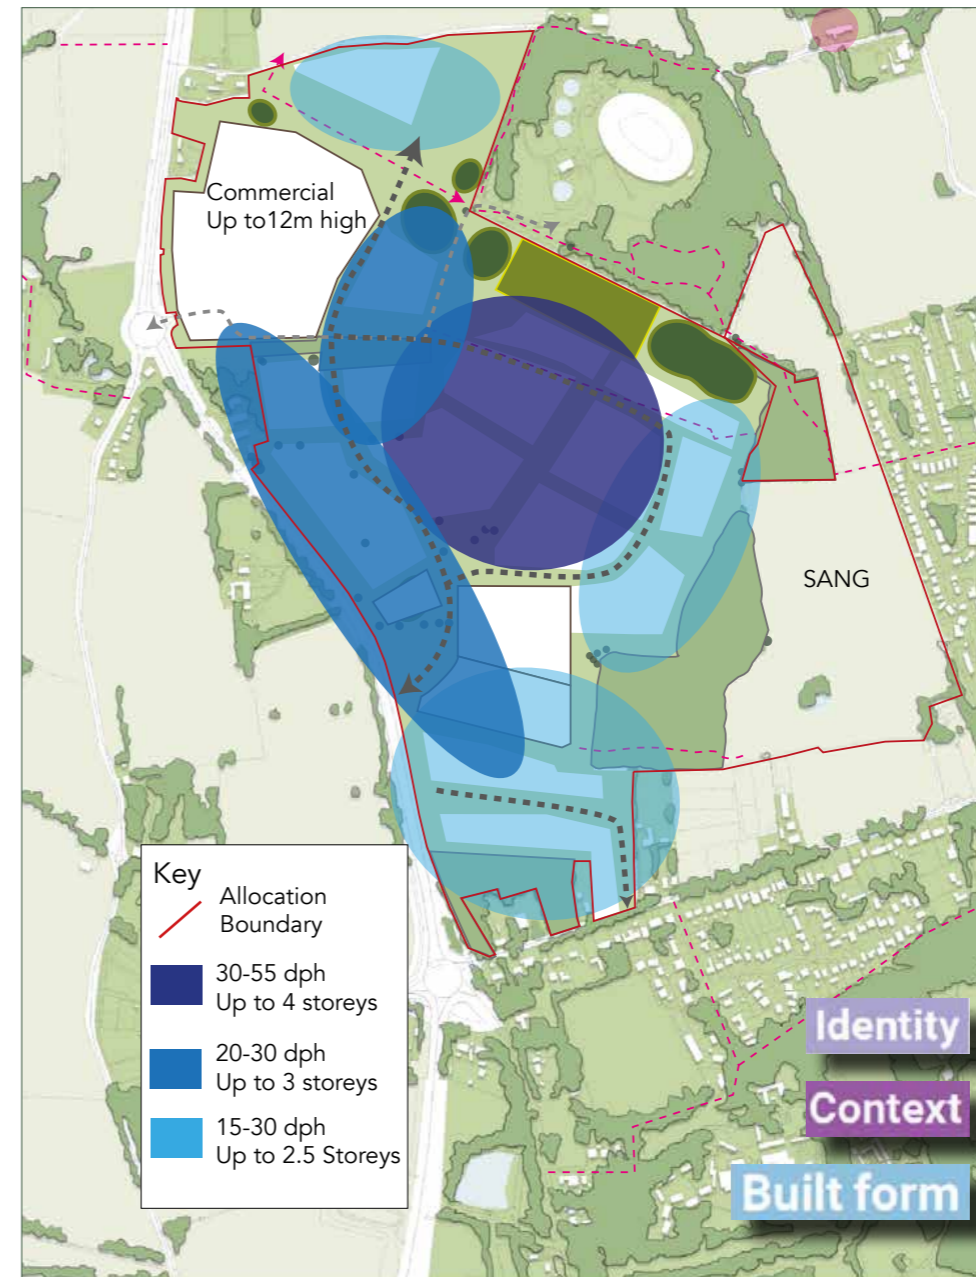 Commercial
Up to12m high
SANG
Key
Allocation
Boundary
30-55 dph
Up to 4 storeys
20-30 dph
Up to 3 storeys
15-30 dph
Up to 2.5 Storeys
Identity
Context
Built form